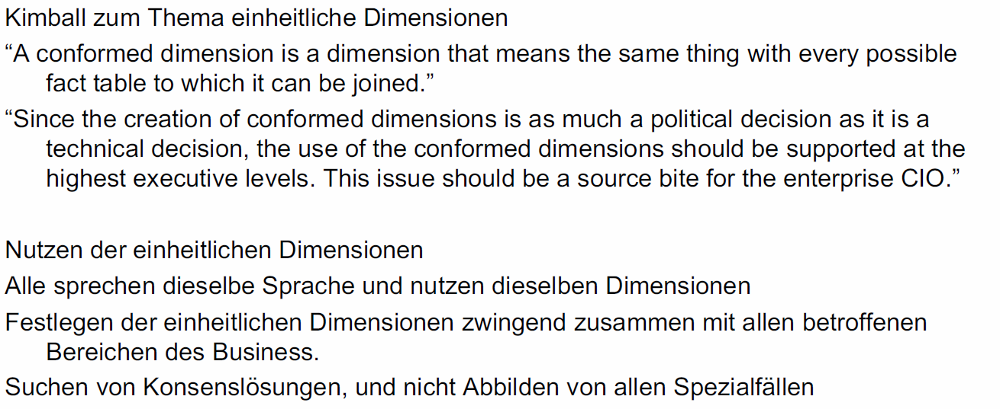 Kimball zum Thema einheitliche Dimensionen
“A conformed dimension is a dimension that means the same thing with every possible
fact table to which it can be joined.”
“Since the creation of conformed dimensions is as much a political decision as it is a
technical decision, the use of the conformed dimensions should be supported at the
highest executive levels. This issue should be a source bite for the enterprise CIO.”
Nutzen der einheitlichen Dimensionen
Alle sprechen dieselbe Sprache und nutzen dieselben Dimensionen
Festlegen der einheitlichen Dimensionen zwingend zusammen mit allen betroffenen
Bereichen des Business.
Suchen von Konsenslösungen, und nicht Abbilden von allen Spezialfällen